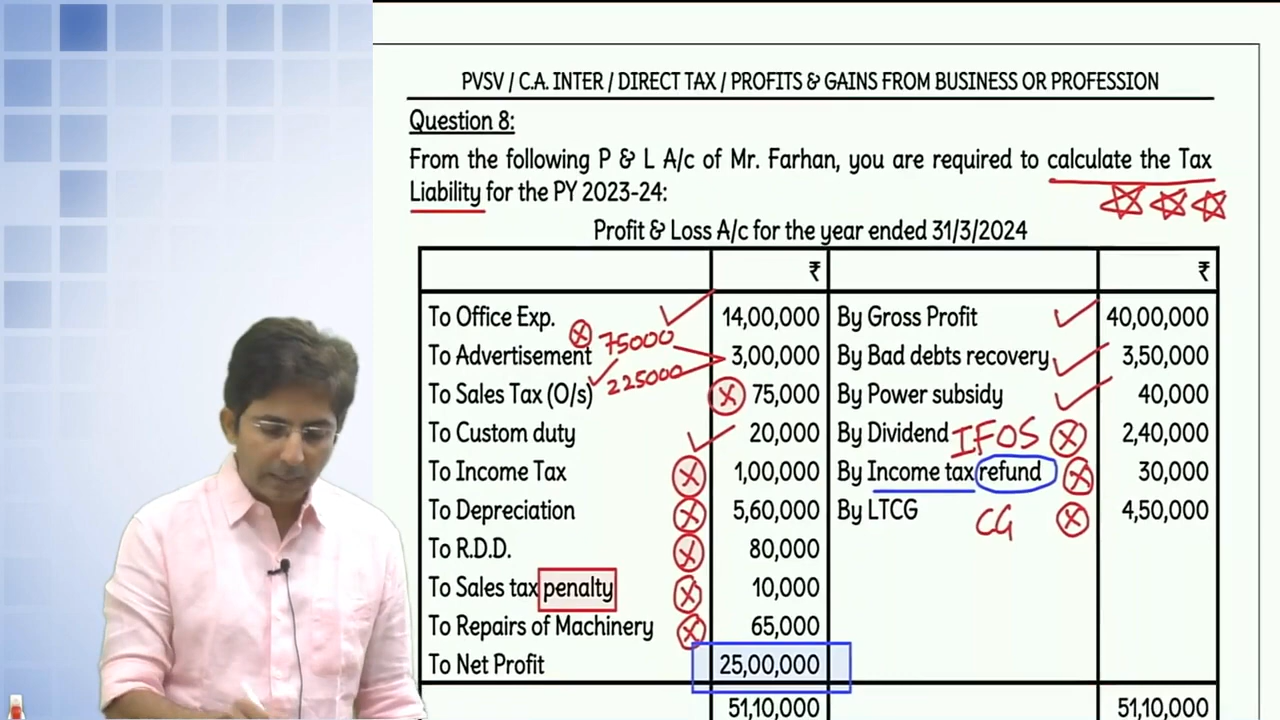 PVSV / C.A. INTER / DIRECT TAX / PROFITS & GAINS FROM BUSINESS OR PROFESSION
Question 8:
From the following P & L A/c of Mr. Farhan, you are required to calculate the Tax
Liability for the PY 2023-24:
Profit & Loss A/c for the year ended 31/3/2024
₹ ₹
To Office Exp. 14,00,000 By Gross Profit 40,00,000
75000
To Advertisement 3,00,000 By Bad debts recovery 3,50,000
225000
To Sales Tax (O/s) 75,000 By Power subsidy 40,000
To Custom duty 20,000 By Dividend IFOS 2,40,000
To Income Tax 1,00,000 By Income tax refund 30,000
To Depreciation 5,60,000 By LTCG CG 4,50,000
To R.D.D. 80,000
To Sales tax penalty 10,000
To Repairs of Machinery 65,000
To Net Profit 25,00,000
51,10,000 51,10,000